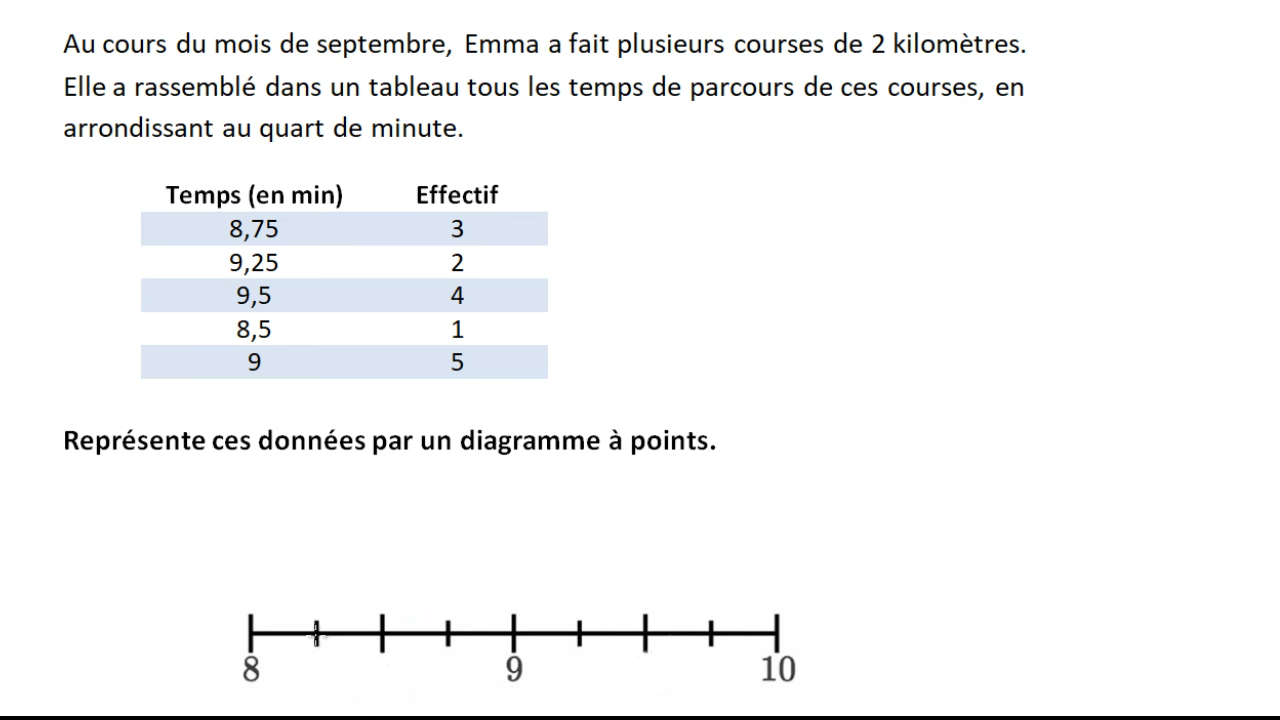 Au cours du mois de septembre, Emma a fait plusieurs courses de 2 kilomètres.
Elle a rassemblé dans un tableau tous les temps de parcours de ces courses, en
arrondissant au quart de minute.
Temps (en min) Effectif
8,75 3
9,25 2
9,5 4
8,5 1
9 5
Représente ces données par un diagramme à points.
8 9 10